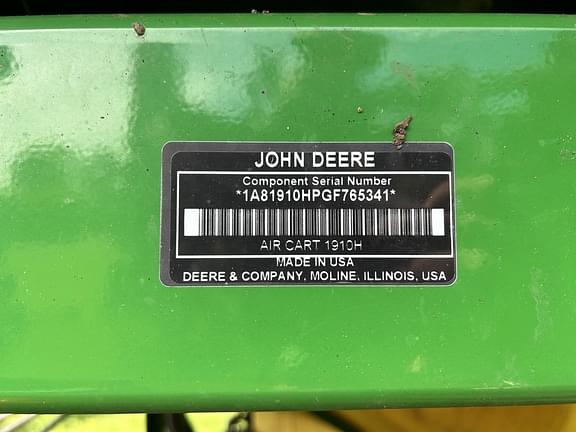 JOHN DEERE
Component Serial Number
*1A81910HPGF765341*
AIR CART 1910H
MADE IN USA
DEERE & COMPANY, MOLINE, ILLINOIS, USA